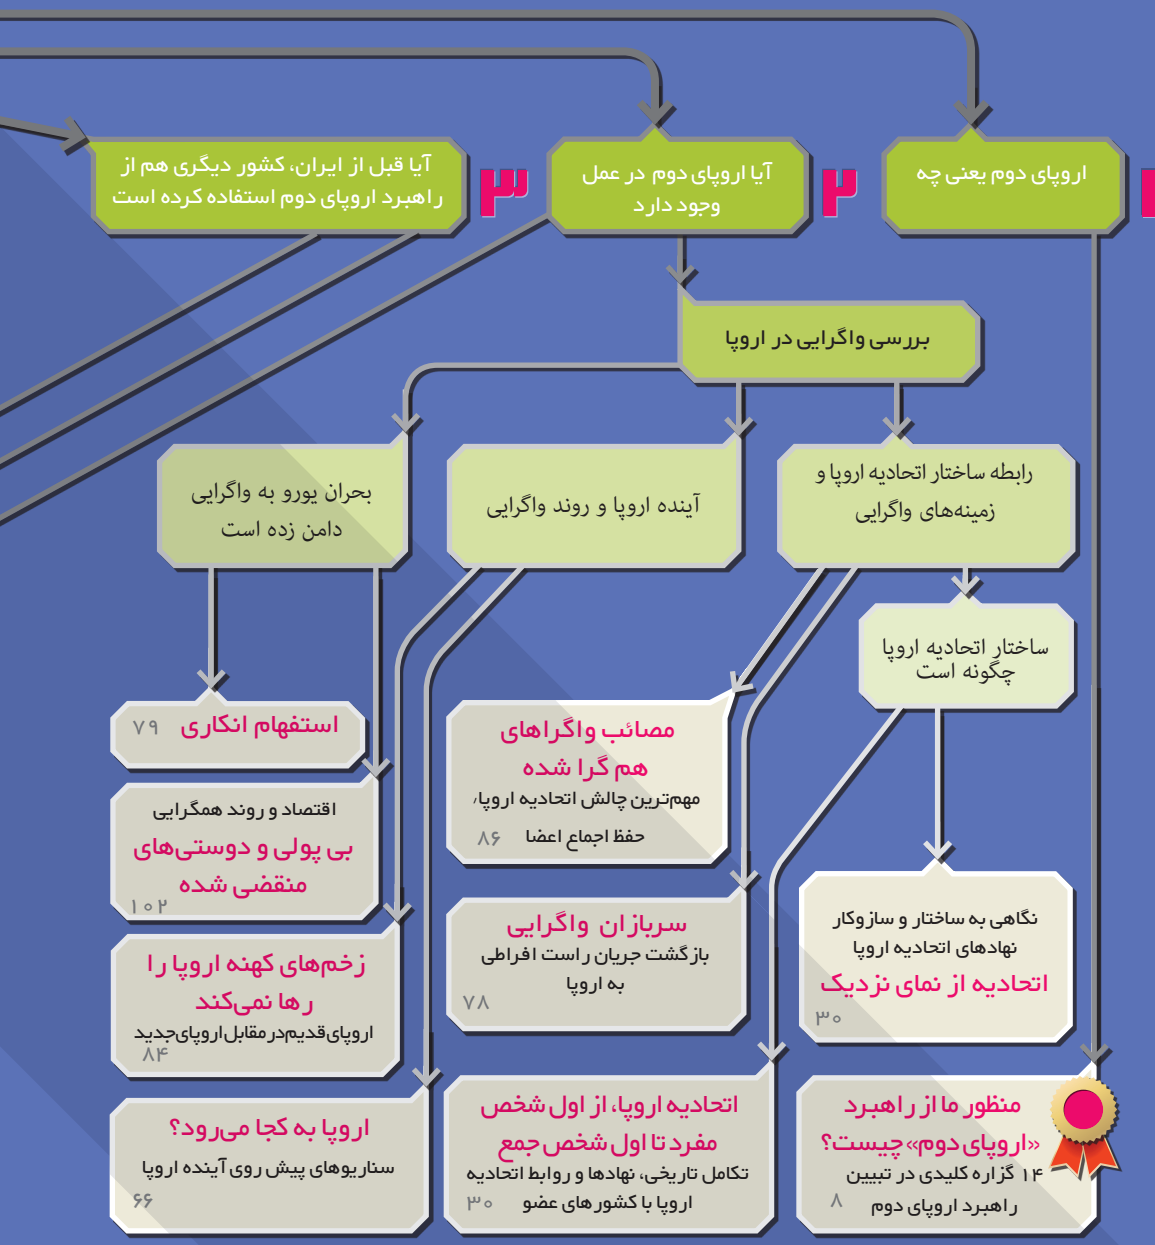 اروپای دوم یعنی چه
۲
آیا اروپای دوم در عمل
وجود دارد
۳
آیا قبل از ایران، کشور دیگری هم از
راهبرد اروپای دوم استفاده کرده است
بررسی واگرایی در اروپا
رابطه ساختار اتحادیه اروپا و
زمینه‌های واگرایی
آینده اروپا و روند واگرایی
بحران یورو به واگرایی
دامن زده است
ساختار اتحادیه اروپا
چگونه است
مصائب واگراهای
هم گرا شده
مهم‌ترین چالش اتحادیه اروپا،
حفظ اجماع اعضا ۸۶
استفهام انکاری ۷۹
اقتصاد و روند همگرایی
بی پولی و دوستی‌های
منقضی شده
۱۰۲
نگاهی به ساختار و سازوکار
نهادهای اتحادیه اروپا
اتحادیه از نمای نزدیک
۳۰
سربازان واگرایی
بازگشت جریان راست افراطی
به اروپا
۷۸
زخم‌های کهنه اروپا را
رها نمی‌کند
اروپای قدیم در مقابل اروپای جدید
۸۴
منظور ما از راهبرد
«اروپای دوم» چیست؟
۱۴ گزاره کلیدی در تبیین
راهبرد اروپای دوم ۸
اتحادیه اروپا، از اول شخص
مفرد تا اول شخص جمع
تکامل تاریخی، نهادها و روابط اتحادیه
اروپا با کشورهای عضو ۳۰
اروپا به کجا می‌رود؟
سناریوهای پیش روی آینده اروپا
۶۶